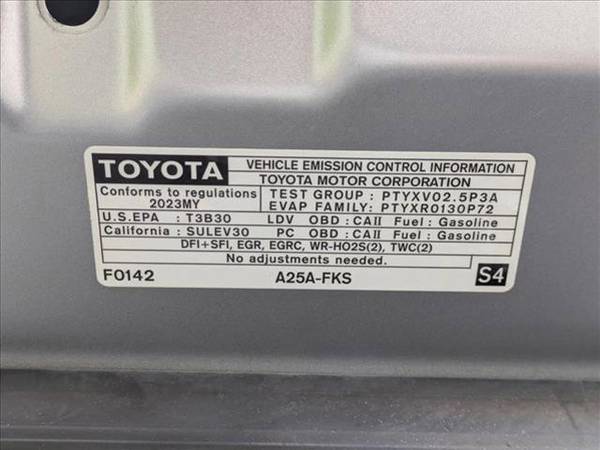 TOYOTA VEHICLE EMISSION CONTROL INFORMATION
TOYOTA MOTOR CORPORATION
Conforms to regulations
2023MY
TEST GROUP : PTYXV02.5P3A
EVAP FAMILY: PTYXR0130P72
U.S.EPA : T3B30 LDV OBD : CAII Fuel : Gasoline
California : SULEV30 PC OBD : CAII Fuel : Gasoline
DFI+SFI, EGR, EGRC, WR-HO2S(2), TWC(2)
No adjustments needed.
F0142 A25A-FKS S4